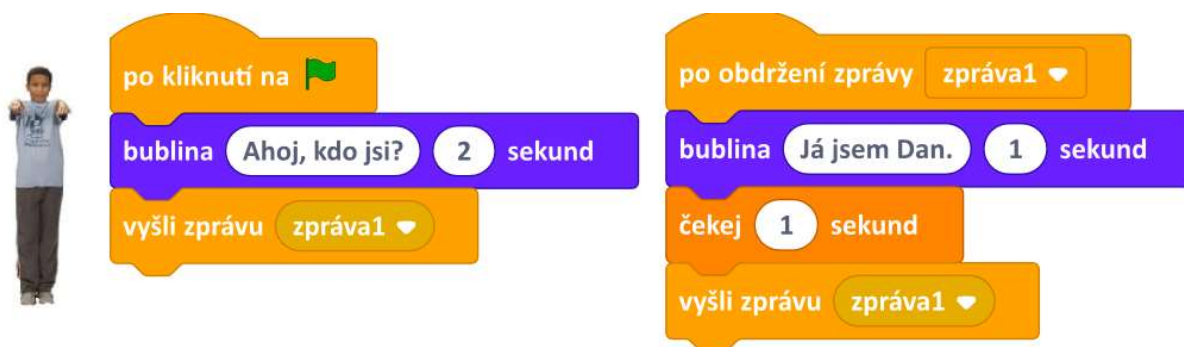 po kliknutí na
bublina Ahoj, kdo jsi? 2 sekund
vyšli zprávu zpráva1
po obdržení zprávy zpráva1
bublina Já jsem Dan. 1 sekund
čekej 1 sekund
vyšli zprávu zpráva1